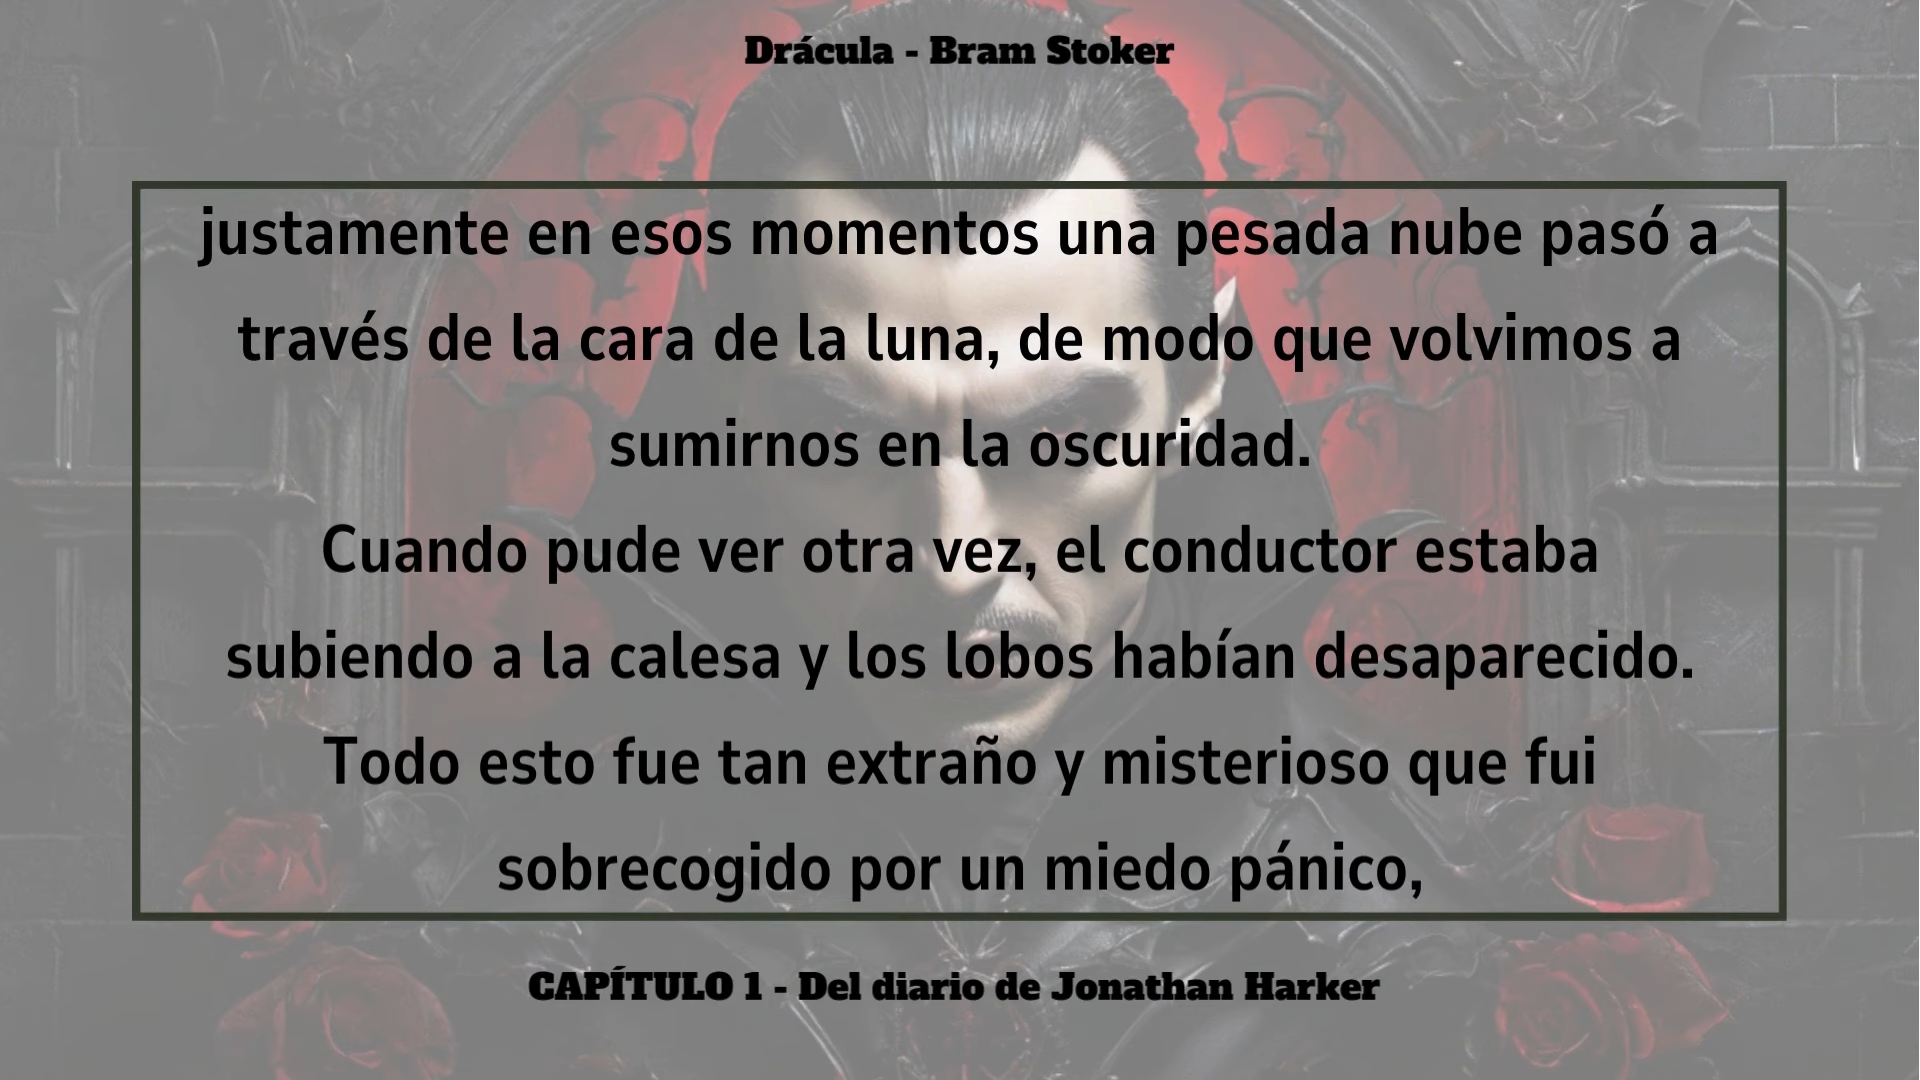 Drácula - Bram Stoker
justamente en esos momentos una pesada nube pasó a
través de la cara de la luna, de modo que volvimos a
sumirnos en la oscuridad.
Cuando pude ver otra vez, el conductor estaba
subiendo a la calesa y los lobos habían desaparecido.
Todo esto fue tan extraño y misterioso que fui
sobrecogido por un miedo pánico,
CAPÍTULO 1 - Del diario de Jonathan Harker